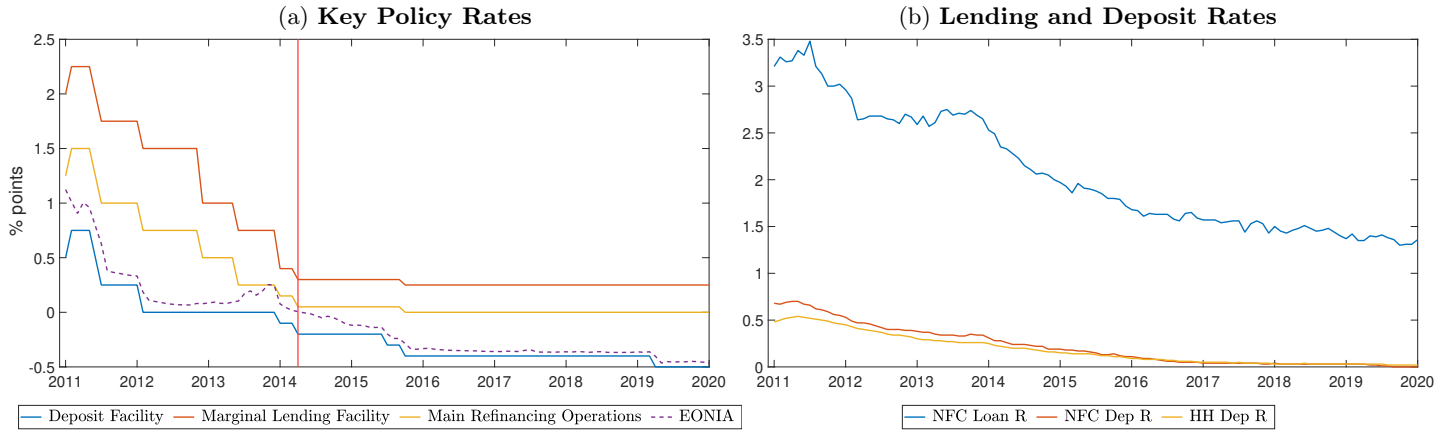 (a) Key Policy Rates
% points
2.5
2
1.5
1
0.5
0
-0.5
2011 2012 2013 2014 2015 2016 2017 2018 2019 2020
Deposit Facility Marginal Lending Facility Main Refinancing Operations EONIA
(b) Lending and Deposit Rates
3.5
3
2.5
2
1.5
1
0.5
0
2011 2012 2013 2014 2015 2016 2017 2018 2019 2020
NFC Loan R NFC Dep R HH Dep R